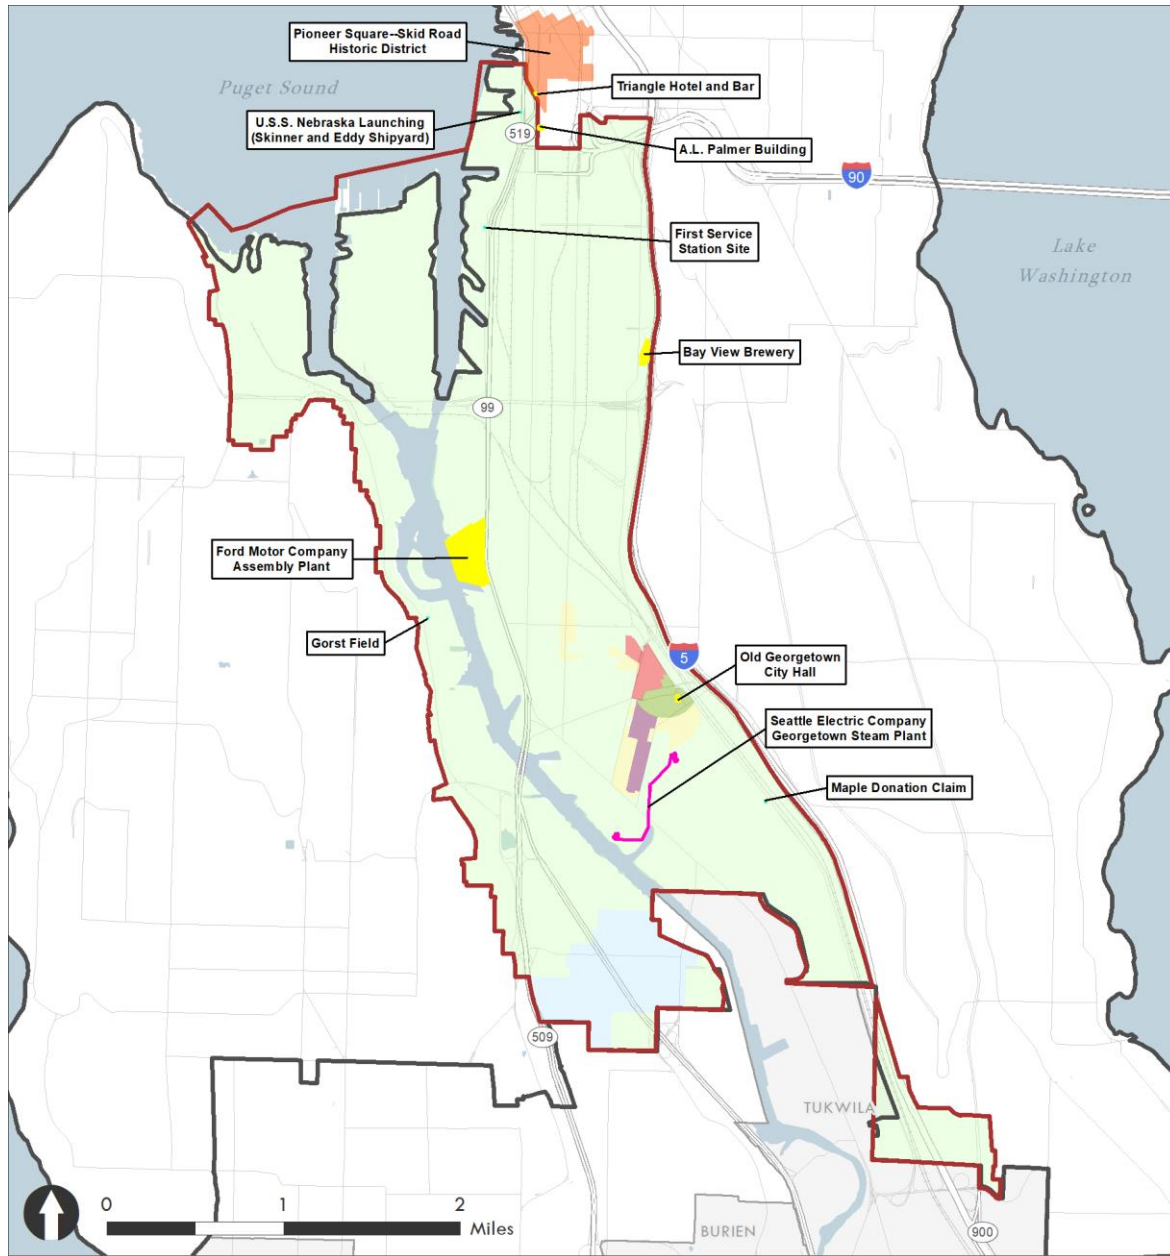 Pioneer Square--Skid Road
Historic District
Puget Sound
Triangle Hotel and Bar
U.S.S. Nebraska Launching
(Skinner and Eddy Shipyard)
519
A.L. Palmer Building
90
First Service
Station Site
Lake
Washington
Bay View Brewery
99
Ford Motor Company
Assembly Plant
Gorst Field
5
Old Georgetown
City Hall
Seattle Electric Company
Georgetown Steam Plant
Maple Donation Claim
509
TUKWILA
0 1 2
Miles
BURIEN
900